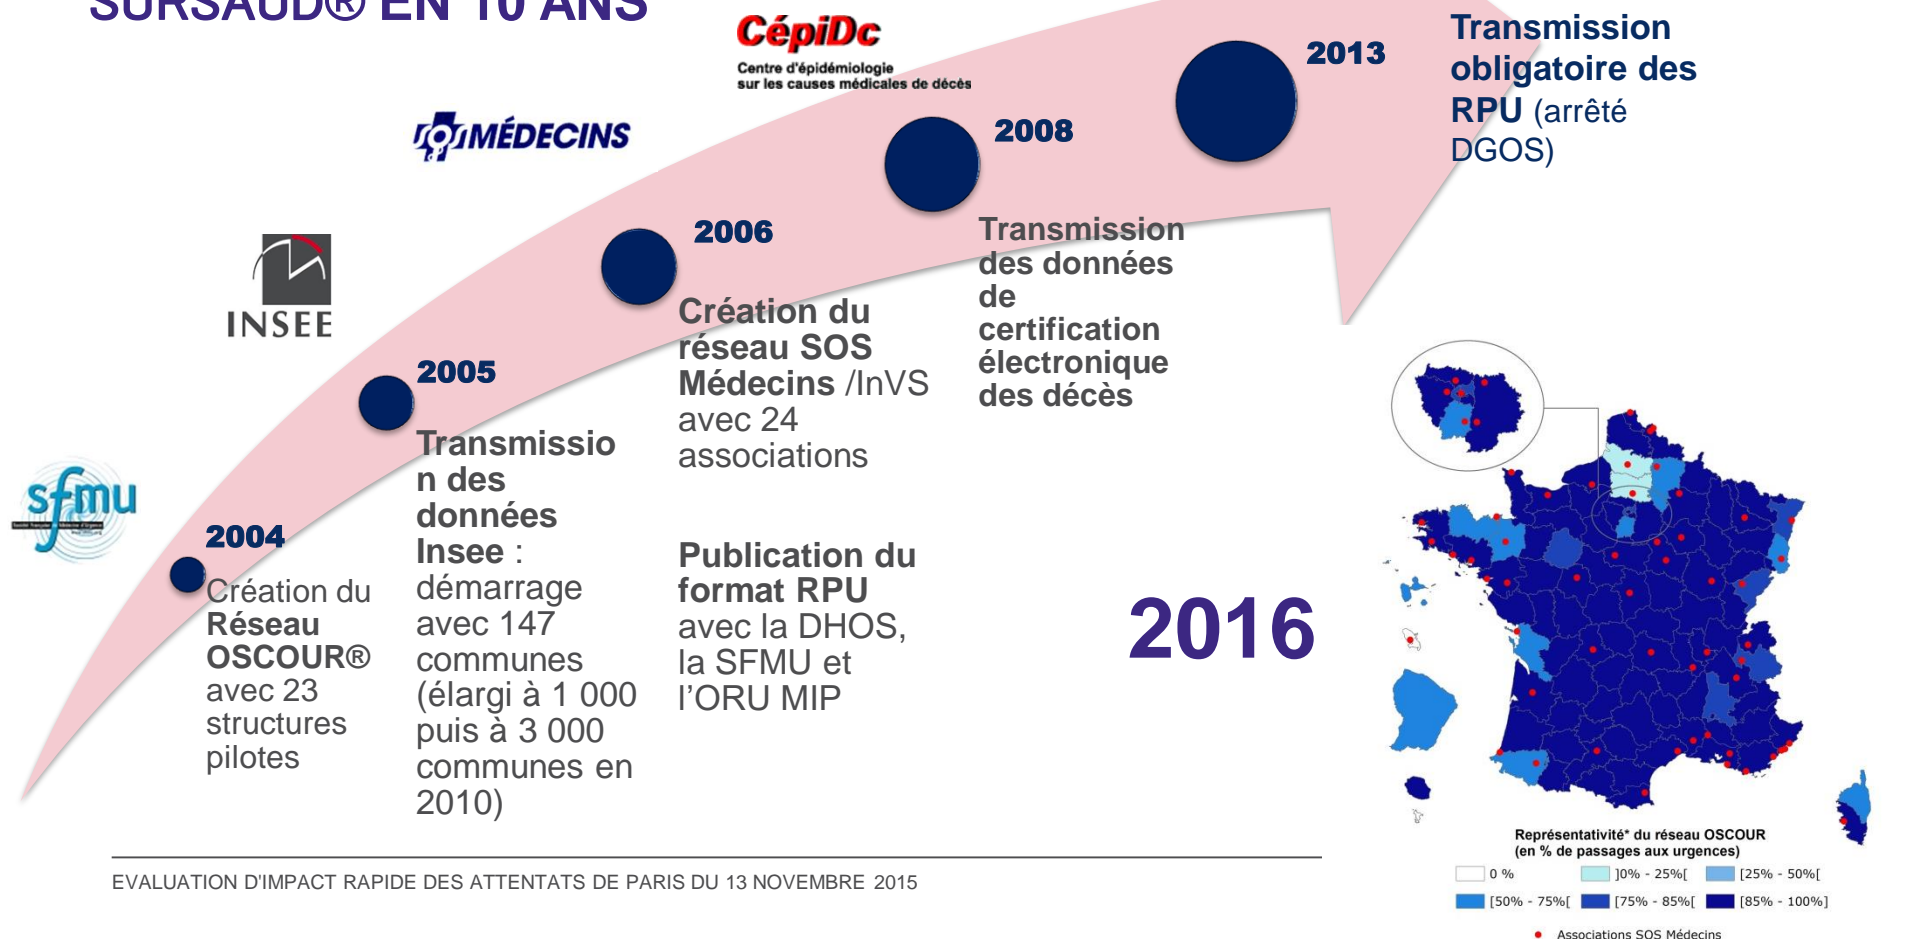 SURSAUD® EN 10 ANS
CépiDc
Centre d'épidémiologie
sur les causes médicales de décès
2013
Transmission
obligatoire des
RPU (arrêté
DGOS)
MÉDECINS
2008
Transmission
des données
de
certification
électronique
des décès
2006
Création du
réseau SOS
Médecins /InVS
avec 24
associations
Publication du
format RPU
avec la DHOS,
la SFMU et
l'ORU MIP
INSEE
2005
Transmissio
n des
données
Insee :
démarrage
avec 147
communes
(élargi à 1 000
puis à 3 000
communes en
2010)
sfmu
2004
Création du
Réseau
OSCOUR®
avec 23
structures
pilotes
2016
Représentativité* du réseau OSCOUR
(en % de passages aux urgences)
0 %
]0% - 25%[
[25% - 50%[
[50% - 75%[
[75% - 85%[
[85% - 100%]
Associations SOS Médecins
EVALUATION D'IMPACT RAPIDE DES ATTENTATS DE PARIS DU 13 NOVEMBRE 2015